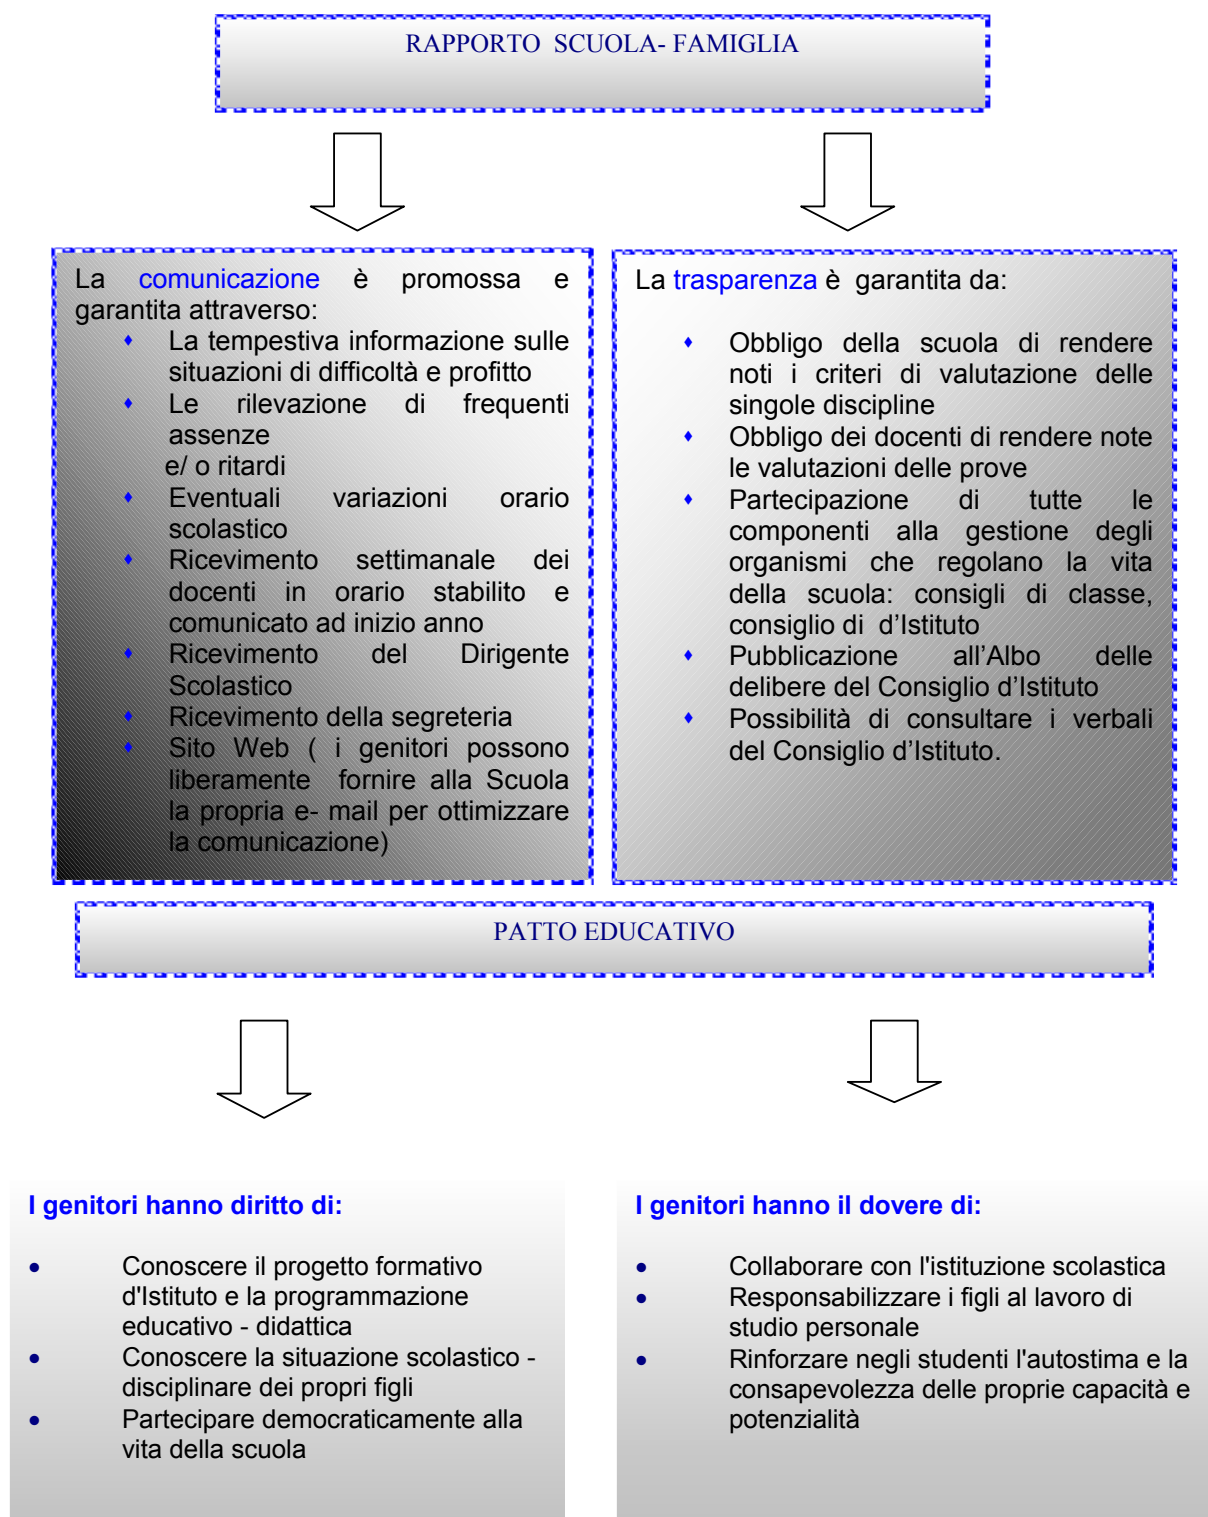 RAPPORTO SCUOLA- FAMIGLIA
La comunicazione è promossa e
garantita attraverso:
La tempestiva informazione sulle
situazioni di difficoltà e profitto
Le rilevazione di frequenti
assenze
e/ o ritardi
Eventuali variazioni orario
scolastico
Ricevimento settimanale dei
docenti in orario stabilito e
comunicato ad inizio anno
Ricevimento del Dirigente
Scolastico
Ricevimento della segreteria
Sito Web ( i genitori possono
liberamente fornire alla Scuola
la propria e- mail per ottimizzare
la comunicazione)
La trasparenza è garantita da:
Obbligo della scuola di rendere
noti i criteri di valutazione delle
singole discipline
Obbligo dei docenti di rendere note
le valutazioni delle prove
Partecipazione di tutte le
componenti alla gestione degli
organismi che regolano la vita
della scuola: consigli di classe,
consiglio di d’Istituto
Pubblicazione all’Albo delle
delibere del Consiglio d’Istituto
Possibilità di consultare i verbali
del Consiglio d’Istituto.
PATTO EDUCATIVO
I genitori hanno diritto di:
Conoscere il progetto formativo
d'Istituto e la programmazione
educativo - didattica
Conoscere la situazione scolastico -
disciplinare dei propri figli
Partecipare democraticamente alla
vita della scuola
I genitori hanno il dovere di:
Collaborare con l'istituzione scolastica
Responsabilizzare i figli al lavoro di
studio personale
Rinforzare negli studenti l'autostima e la
consapevolezza delle proprie capacità e
potenzialità